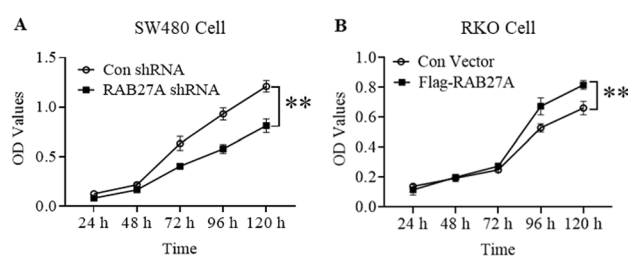 A
SW480 Cell
1.5
1.0
0.5
0.0
OD Values
Con shRNA
RAB27A shRNA
**
24 h 48 h 72 h 96 h 120 h
Time
B
RKO Cell
1.0
0.8
0.6
0.4
0.2
0.0
OD Values
Con Vector
Flag-RAB27A
**
24 h 48 h 72 h 96 h 120 h
Time